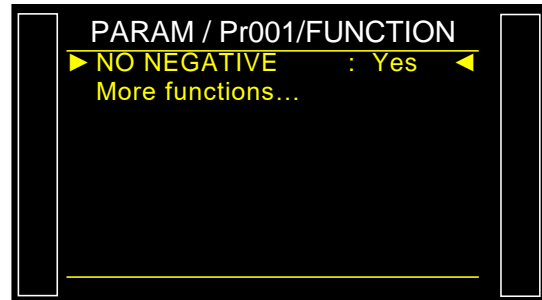 PARAM / Pr001/FUNCTION
► NO NEGATIVE : Yes ◄
More functions…